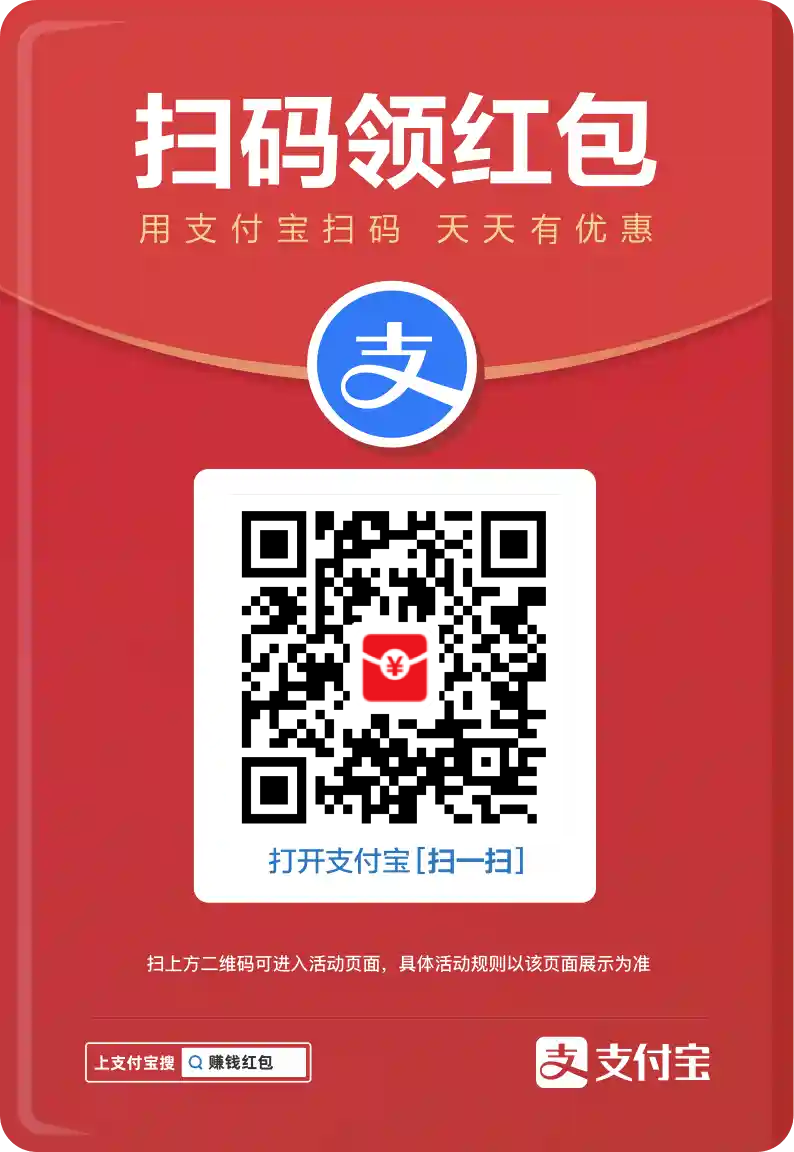 扫码领红包
用支付宝扫码 天天有优惠
支
¥
打开支付宝[扫一扫]
扫上方二维码可进入活动页面，具体活动规则以该页面展示为准
上支付宝搜 赚钱红包
支 支付宝